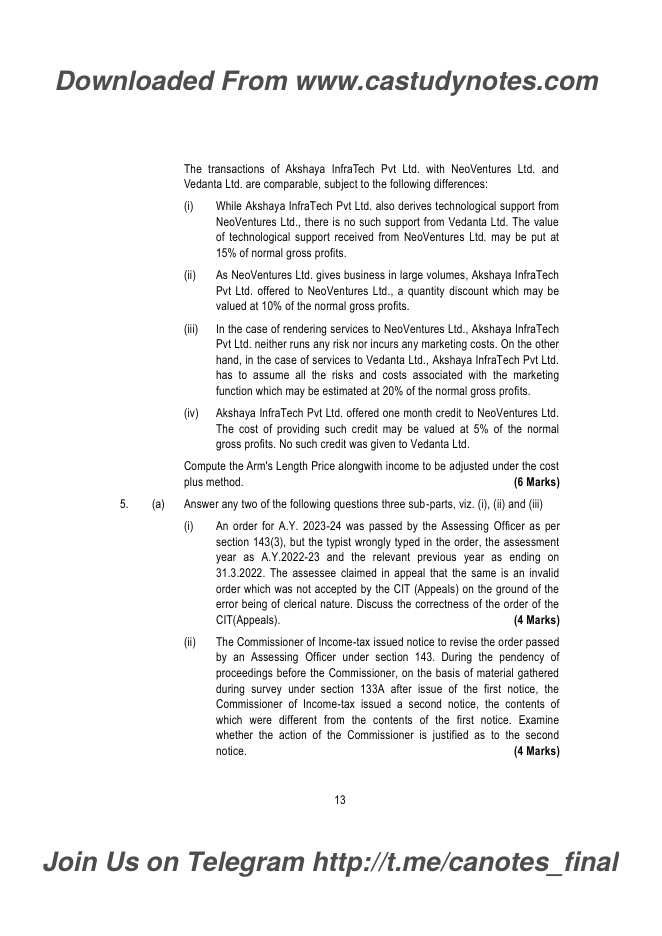 Downloaded From www.castudynotes.com
The transactions of Akshaya InfraTech Pvt Ltd. with NeoVentures Ltd. and
Vedanta Ltd. are comparable, subject to the following differences:
(i) While Akshaya InfraTech Pvt Ltd. also derives technological support from
NeoVentures Ltd., there is no such support from Vedanta Ltd. The value
of technological support received from NeoVentures Ltd. may be put at
15% of normal gross profits.
(ii) As NeoVentures Ltd. gives business in large volumes, Akshaya InfraTech
Pvt Ltd. offered to NeoVentures Ltd., a quantity discount which may be
valued at 10% of the normal gross profits.
(iii) In the case of rendering services to NeoVentures Ltd., Akshaya InfraTech
Pvt Ltd. neither runs any risk nor incurs any marketing costs. On the other
hand, in the case of services to Vedanta Ltd., Akshaya InfraTech Pvt Ltd.
has to assume all the risks and costs associated with the marketing
function which may be estimated at 20% of the normal gross profits.
(iv) Akshaya InfraTech Pvt Ltd. offered one month credit to NeoVentures Ltd.
The cost of providing such credit may be valued at 5% of the normal
gross profits. No such credit was given to Vedanta Ltd.
Compute the Arm's Length Price alongwith income to be adjusted under the cost
plus method. (6 Marks)
5. (a) Answer any two of the following questions three sub-parts, viz. (i), (ii) and (iii)
(i) An order for A.Y. 2023-24 was passed by the Assessing Officer as per
section 143(3), but the typist wrongly typed in the order, the assessment
year as A.Y.2022-23 and the relevant previous year as ending on
31.3.2022. The assessee claimed in appeal that the same is an invalid
order which was not accepted by the CIT (Appeals) on the ground of the
error being of clerical nature. Discuss the correctness of the order of the
CIT(Appeals). (4 Marks)
(ii) The Commissioner of Income-tax issued notice to revise the order passed
by an Assessing Officer under section 143. During the pendency of
proceedings before the Commissioner, on the basis of material gathered
during survey under section 133A after issue of the first notice, the
Commissioner of Income-tax issued a second notice, the contents of
which were different from the contents of the first notice. Examine
whether the action of the Commissioner is justified as to the second
notice. (4 Marks)
13
Join Us on Telegram http://t.me/canotes_final